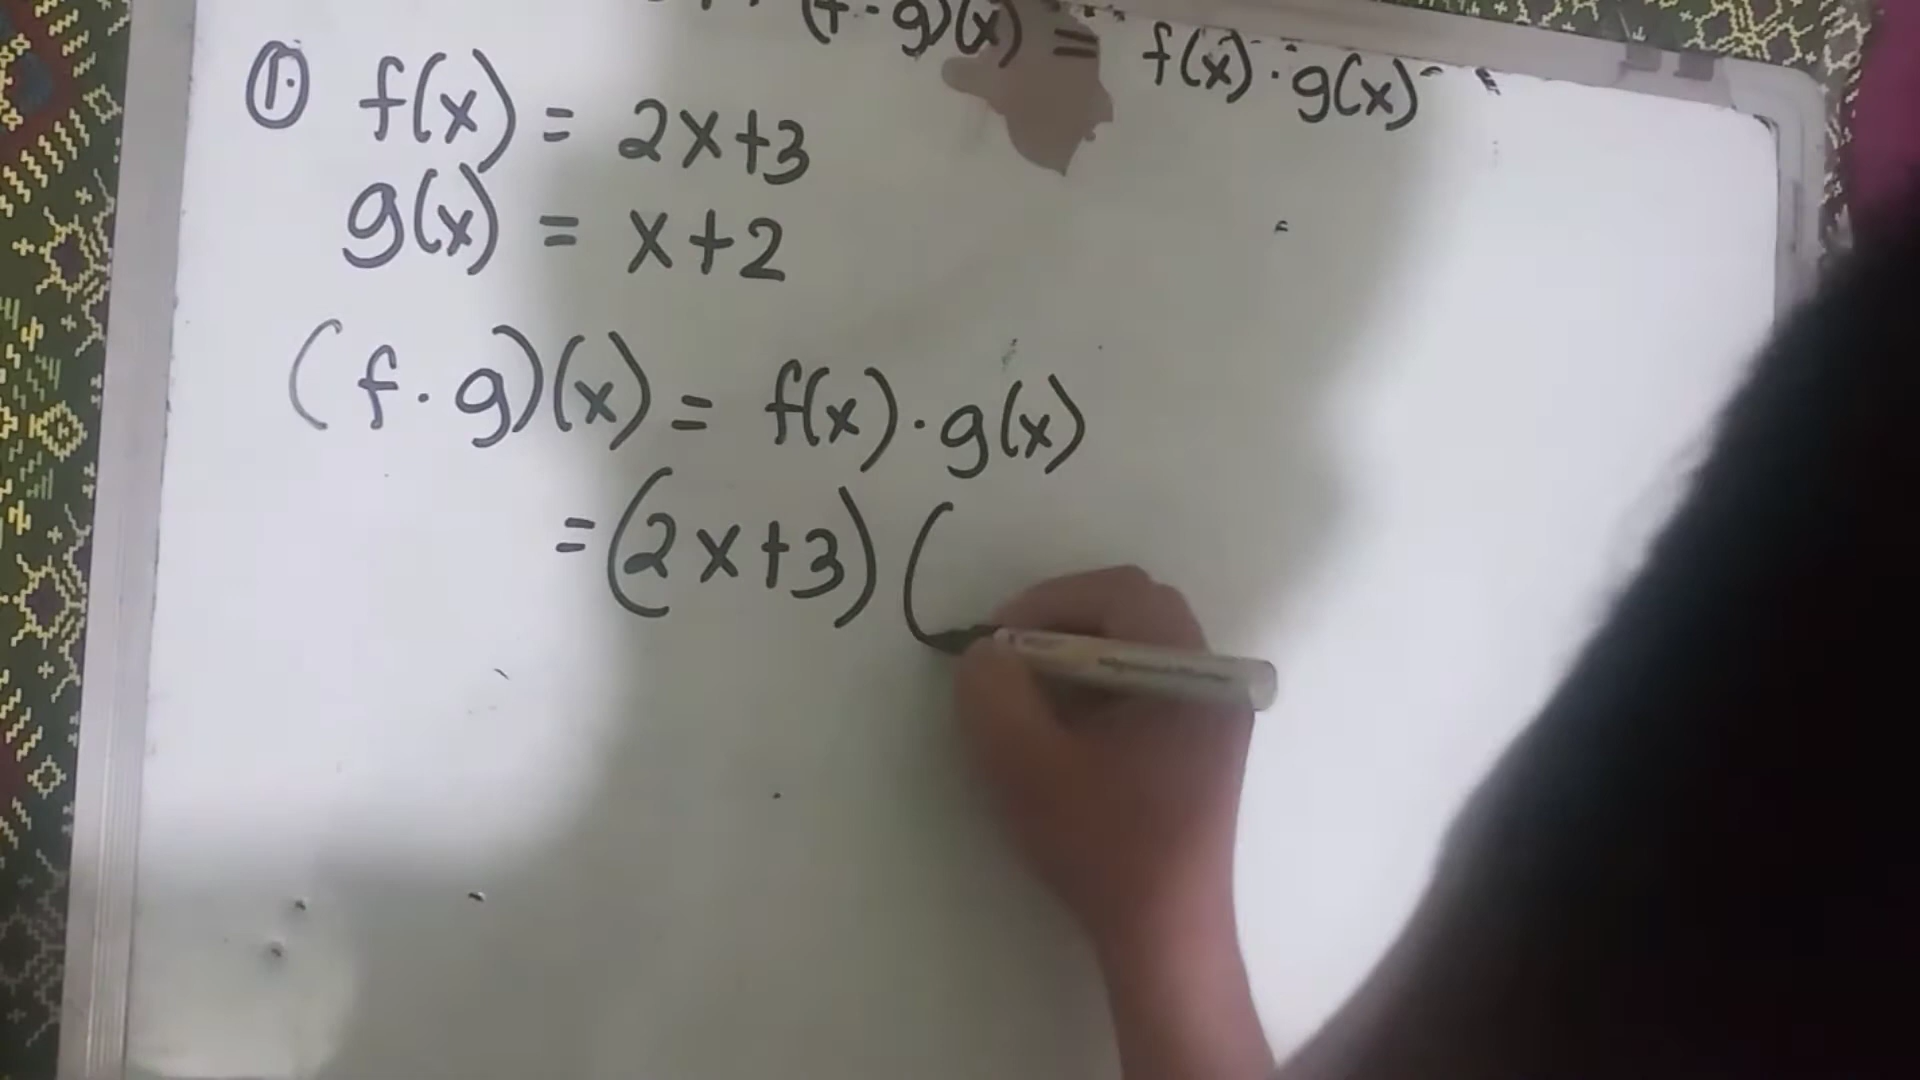 (f·g)(x) = f(x)·g(x)
① f(x) = 2x+3
g(x) = x+2
(f·g)(x) = f(x)·g(x)
=(2x+3)(